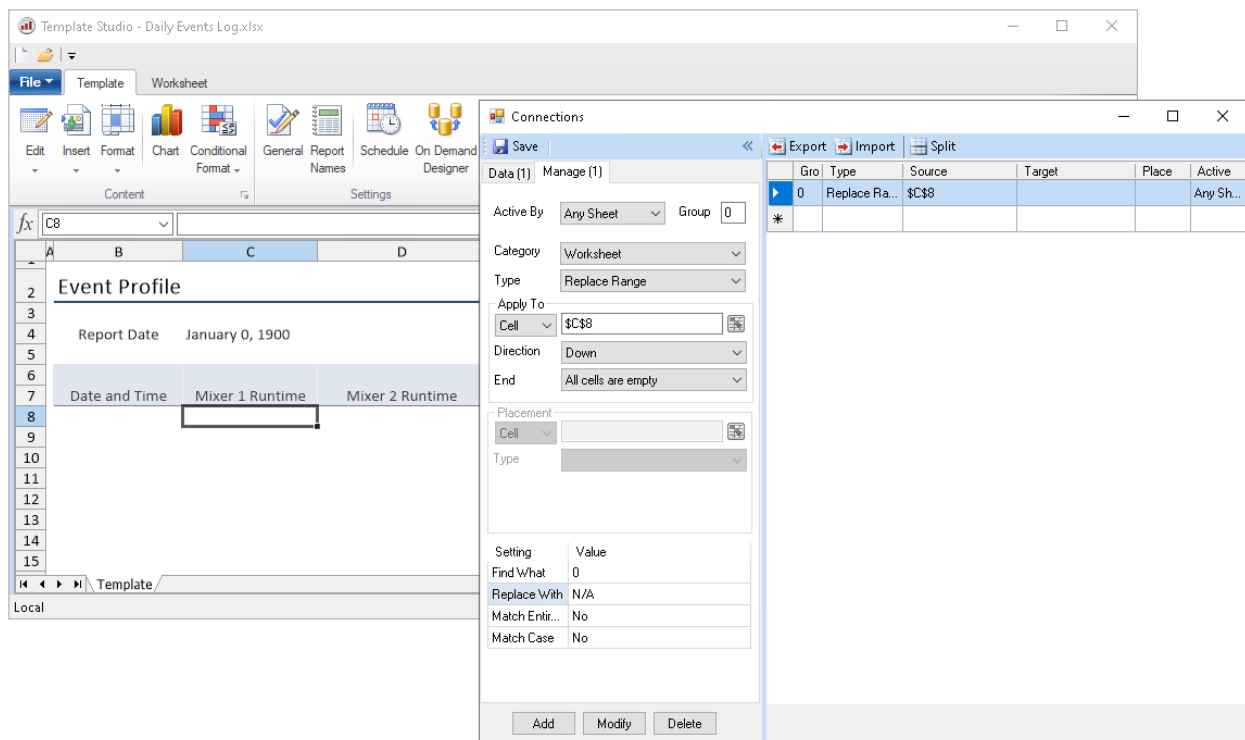 Template Studio - Daily Events Log.xlsx
File Template Worksheet
Edit Insert Format Chart Conditional Format General Report Names Schedule On Demand Designer
Content Settings
fx C8
A B C D
1
2 Event Profile
3
4 Report Date January 0, 1900
5
6
7 Date and Time Mixer 1 Runtime Mixer 2 Runtime
8
9
10
11
12
13
14
15
Template
Local
Connections
Save
Data (1) Manage (1)
Active By Any Sheet Group 0
Category Worksheet
Type Replace Range
Apply To
Cell $C$8
Direction Down
End All cells are empty
Placement
Cell
Type
Setting Value
Find What 0
Replace With N/A
Match Entir... No
Match Case No
Add Modify Delete
Export Import Split
Gro Type Source Target Place Active
0 Replace Ra... $C$8 Any Sh...